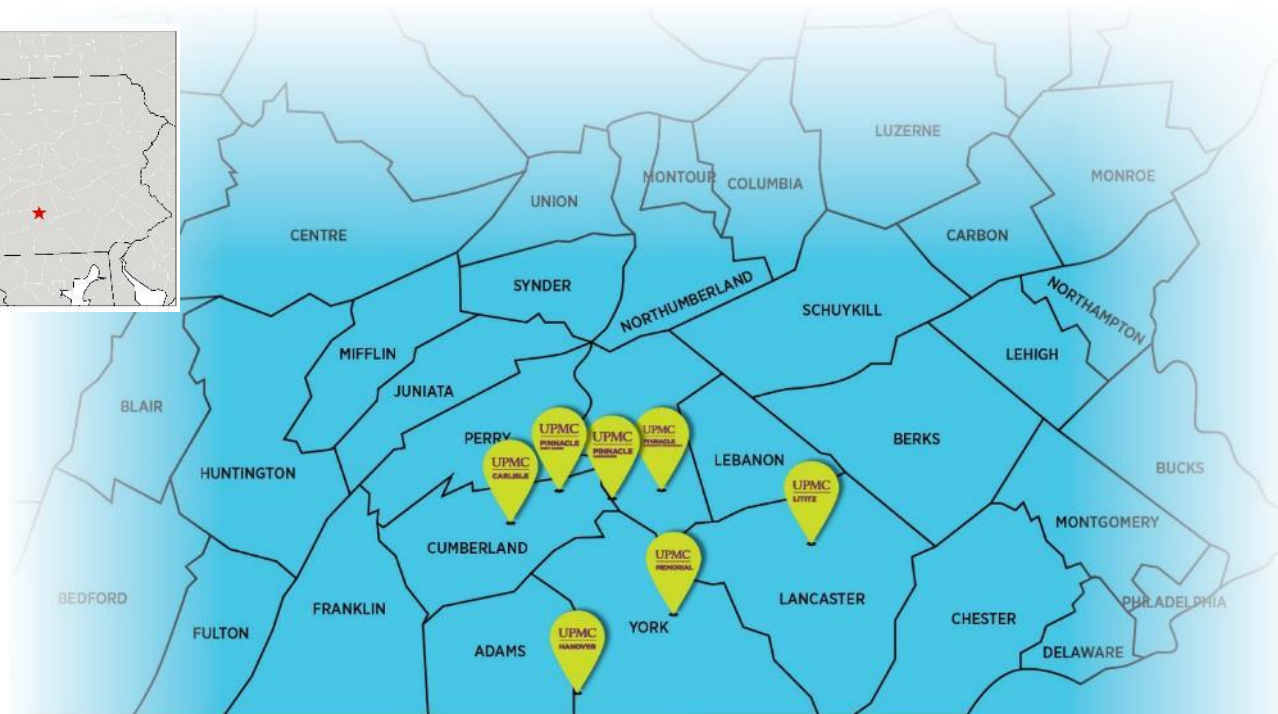 LUZERNE
MONTOUR
COLUMBIA
MONROE
UNION
CENTRE
CARBON
SYNDER
NORTHUMBERLAND
SCHUYKILL
NORTHAMPTON
MIFFLIN
LEHIGH
JUNIATA
BLAIR
PERRY
UPMC
PINNACLE
UPMC
PINNACLE
UPMC
PINNACLE
BERKS
HUNTINGTON
UPMC
CARLISLE
LEBANON
BUCKS
UPMC
LITITZ
MONTGOMERY
CUMBERLAND
UPMC
MEMORIAL
BEDFORD
FRANKLIN
LANCASTER
PHILADELPHIA
CHESTER
FULTON
YORK
UPMC
HANOVER
ADAMS
DELAWARE